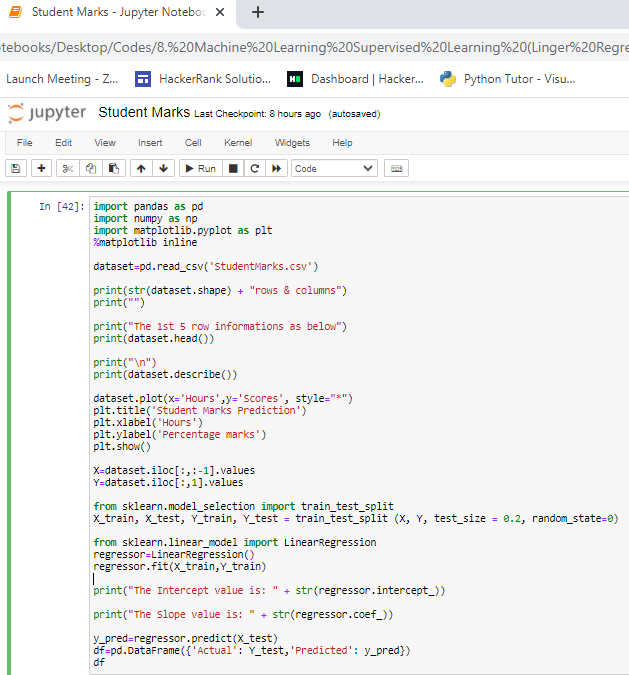 Student Marks - Jupyter Noteboo
tebooks/Desktop/Codes/8.%20Machine%20Learning%20Supervised%20Learning%20(Linger%20Regre
Launch Meeting - Z... HackerRank Solutio... Dashboard | Hacker... Python Tutor - Visu...
jupyter Student Marks Last Checkpoint: 8 hours ago (autosaved)
File Edit View Insert Cell Kernel Widgets Help
Run Code
In [42]: import pandas as pd
import numpy as np
import matplotlib.pyplot as plt
%matplotlib inline
dataset=pd.read_csv('StudentMarks.csv')
print(str(dataset.shape) + "rows & columns")
print("")
print("The 1st 5 row informations as below")
print(dataset.head())
print("\n")
print(dataset.describe())
dataset.plot(x='Hours',y='Scores', style="*")
plt.title('Student Marks Prediction')
plt.xlabel('Hours')
plt.ylabel('Percentage marks')
plt.show()
X=dataset.iloc[:,:-1].values
Y=dataset.iloc[:,1].values
from sklearn.model_selection import train_test_split
X_train, X_test, Y_train, Y_test = train_test_split (X, Y, test_size = 0.2, random_state=0)
from sklearn.linear_model import LinearRegression
regressor=LinearRegression()
regressor.fit(X_train,Y_train)
print("The Intercept value is: " + str(regressor.intercept_))
print("The Slope value is: " + str(regressor.coef_))
y_pred=regressor.predict(X_test)
df=pd.DataFrame({'Actual': Y_test,'Predicted': y_pred})
df